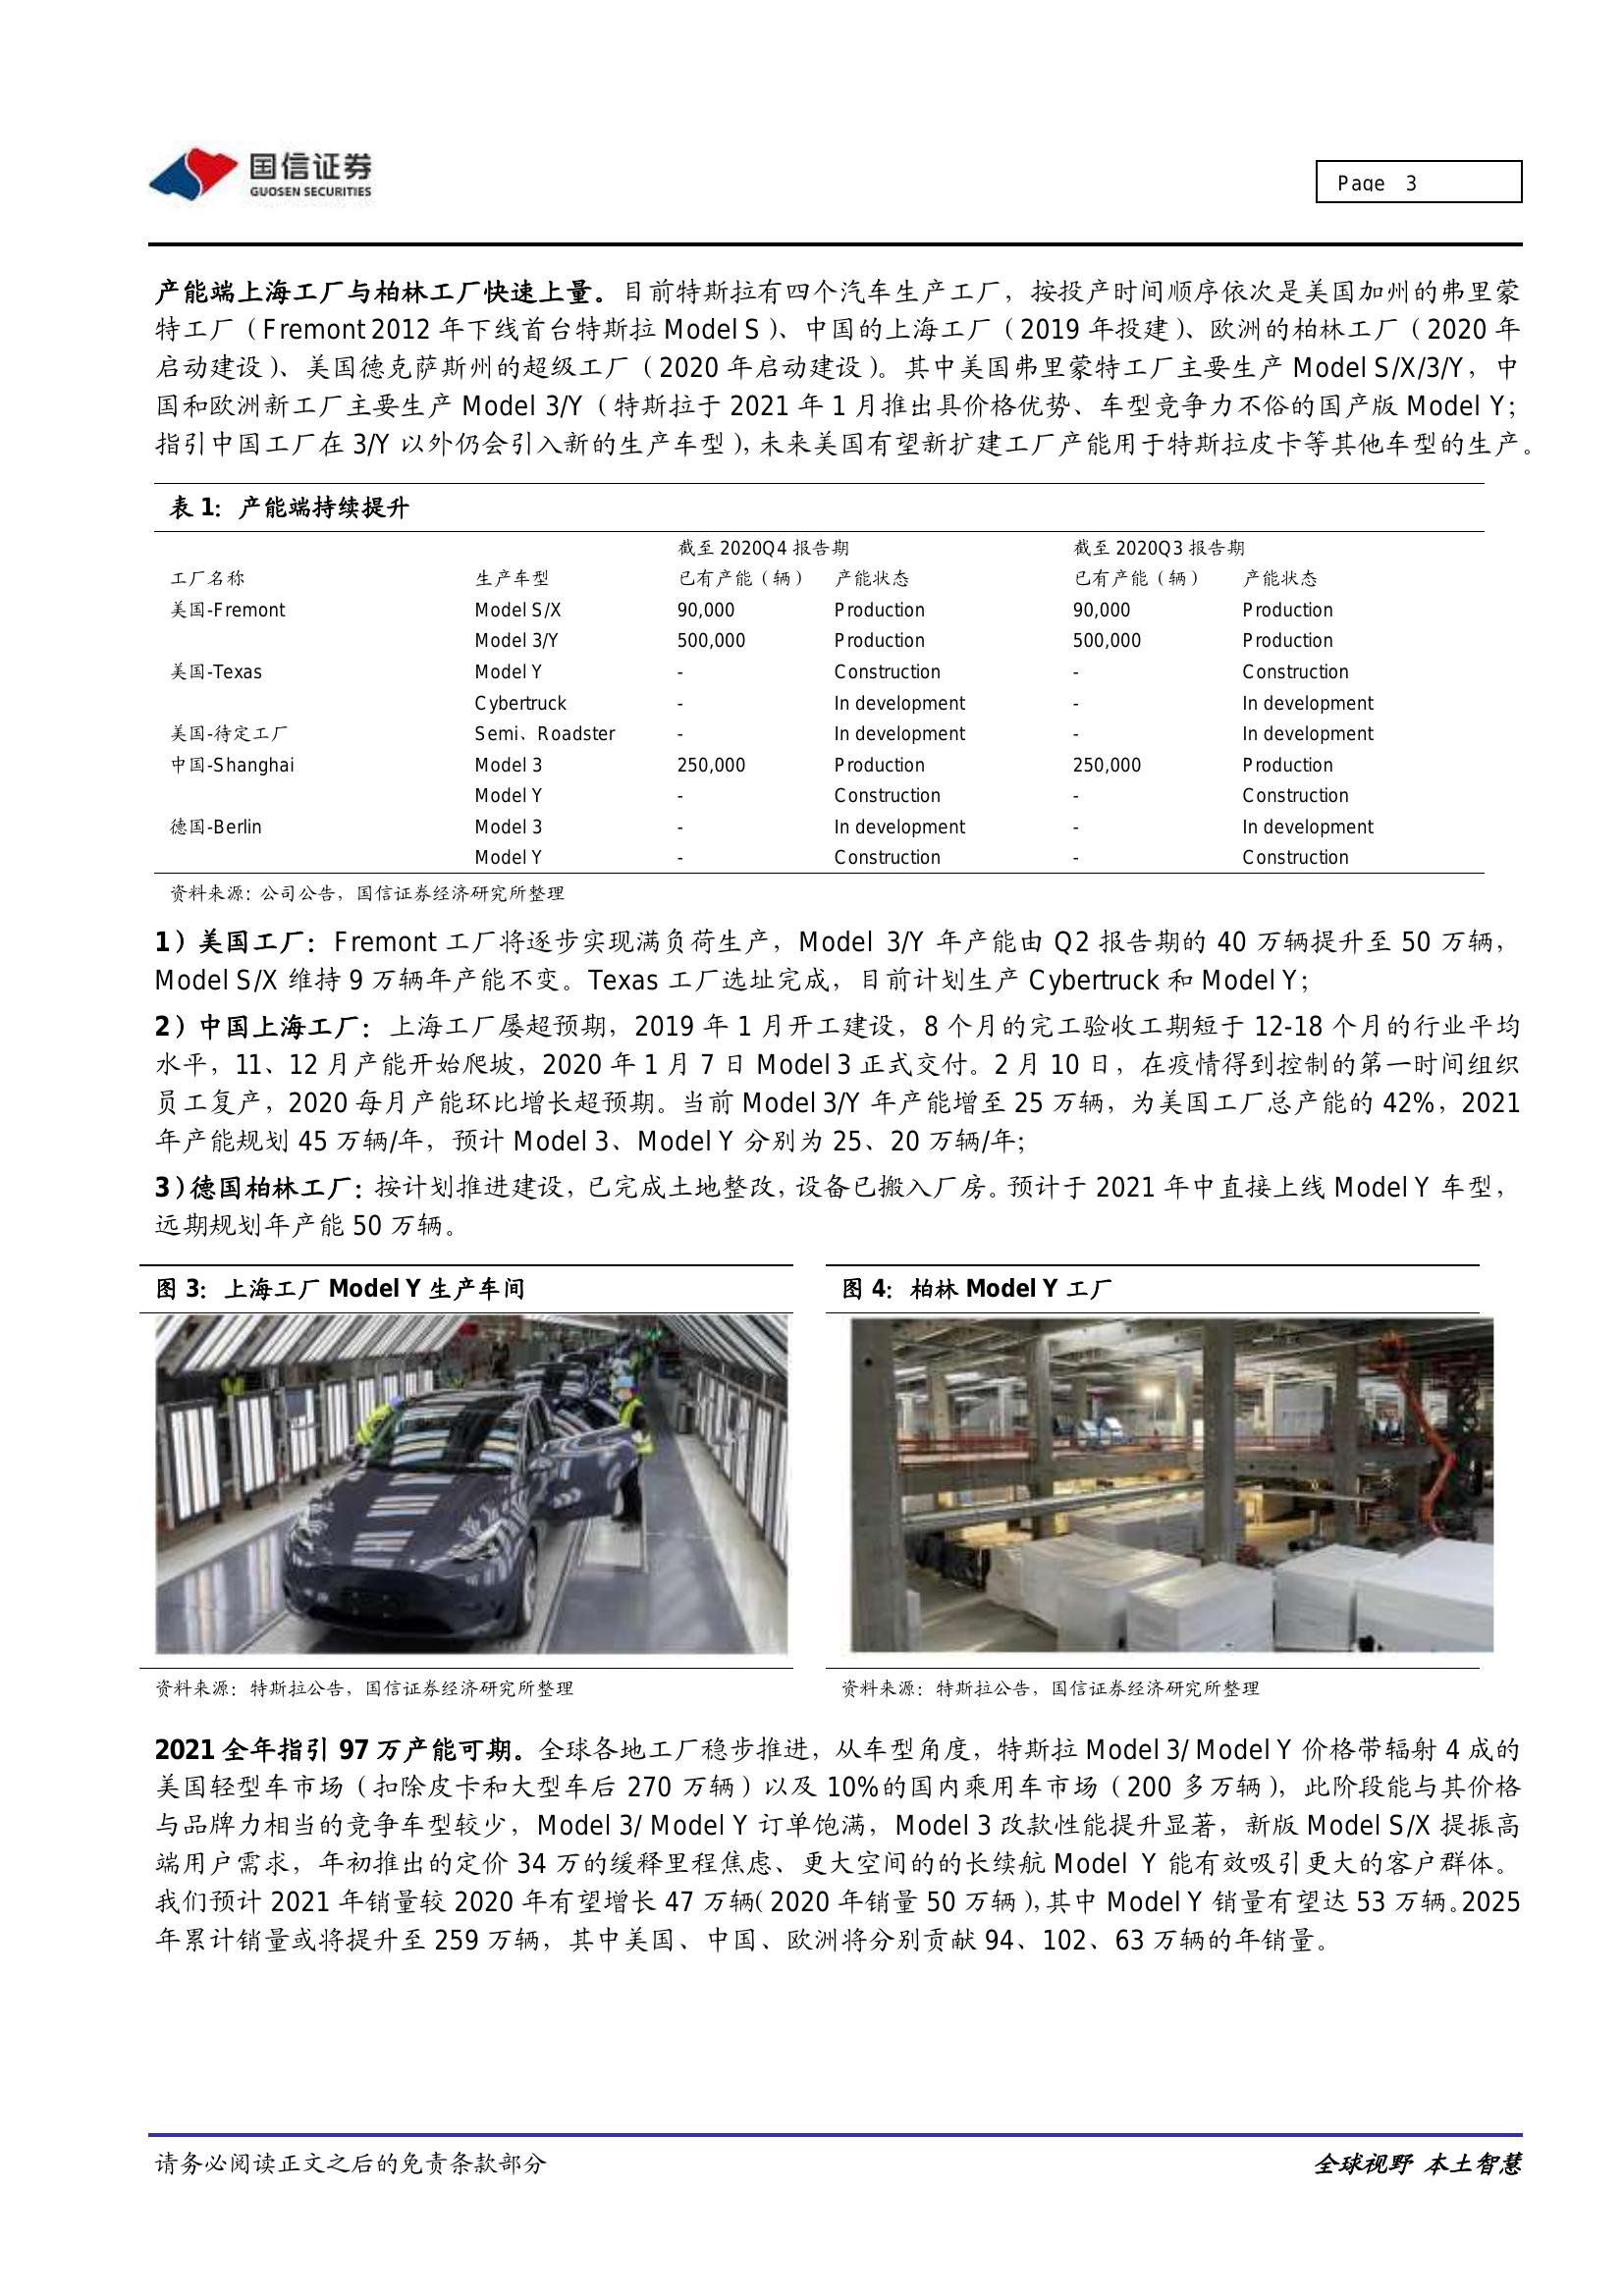 国信证券
GUOSEN SECURITIES
Page 3
产能端上海工厂与柏林工厂快速上量。目前特斯拉有四个汽车生产工厂，按投产时间顺序依次是美国加州的弗里蒙
特工厂（Fremont 2012 年下线首台特斯拉 Model S）、中国的上海工厂（2019 年投建）、欧洲的柏林工厂（2020 年
启动建设）、美国德克萨斯州的超级工厂（2020 年启动建设）。其中美国弗里蒙特工厂主要生产 Model S/X/3/Y，中
国和欧洲新工厂主要生产 Model 3/Y（特斯拉于 2021 年 1 月推出具价格优势、车型竞争力不俗的国产版 Model Y；
指引中国工厂在 3/Y 以外仍会引入新的生产车型），未来美国有望新扩建工厂产能用于特斯拉皮卡等其他车型的生产。
表 1：产能端持续提升
截至 2020Q4 报告期 截至 2020Q3 报告期
工厂名称 生产车型 已有产能（辆） 产能状态 已有产能（辆） 产能状态
美国-Fremont Model S/X 90,000 Production 90,000 Production
Model 3/Y 500,000 Production 500,000 Production
美国-Texas Model Y - Construction - Construction
Cybertruck - In development - In development
美国-待定工厂 Semi、Roadster - In development - In development
中国-Shanghai Model 3 250,000 Production 250,000 Production
Model Y - Construction - Construction
德国-Berlin Model 3 - In development - In development
Model Y - Construction - Construction
资料来源：公司公告，国信证券经济研究所整理
1）美国工厂：Fremont 工厂将逐步实现满负荷生产，Model 3/Y 年产能由 Q2 报告期的 40 万辆提升至 50 万辆，
Model S/X 维持 9 万辆年产能不变。Texas 工厂选址完成，目前计划生产 Cybertruck 和 Model Y；
2）中国上海工厂：上海工厂屡超预期，2019 年 1 月开工建设，8 个月的完工验收工期短于 12-18 个月的行业平均
水平，11、12 月产能开始爬坡，2020 年 1 月 7 日 Model 3 正式交付。2 月 10 日，在疫情得到控制的第一时间组织
员工复产，2020 每月产能环比增长超预期。当前 Model 3/Y 年产能增至 25 万辆，为美国工厂总产能的 42%，2021
年产能规划 45 万辆/年，预计 Model 3、Model Y 分别为 25、20 万辆/年；
3）德国柏林工厂：按计划推进建设，已完成土地整改，设备已搬入厂房。预计于 2021 年中直接上线 Model Y 车型，
远期规划年产能 50 万辆。
图 3：上海工厂 Model Y 生产车间
图 4：柏林 Model Y 工厂
资料来源：特斯拉公告，国信证券经济研究所整理
资料来源：特斯拉公告，国信证券经济研究所整理
2021 全年指引 97 万产能可期。全球各地工厂稳步推进，从车型角度，特斯拉 Model 3/ Model Y 价格带辐射 4 成的
美国轻型车市场（扣除皮卡和大型车后 270 万辆）以及 10%的国内乘用车市场（200 多万辆），此阶段能与其价格
与品牌力相当的竞争车型较少，Model 3/ Model Y 订单饱满，Model 3 改款性能提升显著，新版 Model S/X 提振高
端用户需求，年初推出的定价 34 万的缓释里程焦虑、更大空间的的长续航 Model Y 能有效吸引更大的客户群体。
我们预计 2021 年销量较 2020 年有望增长 47 万辆（2020 年销量 50 万辆），其中 Model Y 销量有望达 53 万辆。2025
年累计销量或将提升至 259 万辆，其中美国、中国、欧洲将分别贡献 94、102、63 万辆的年销量。
请务必阅读正文之后的免责条款部分
全球视野 本土智慧